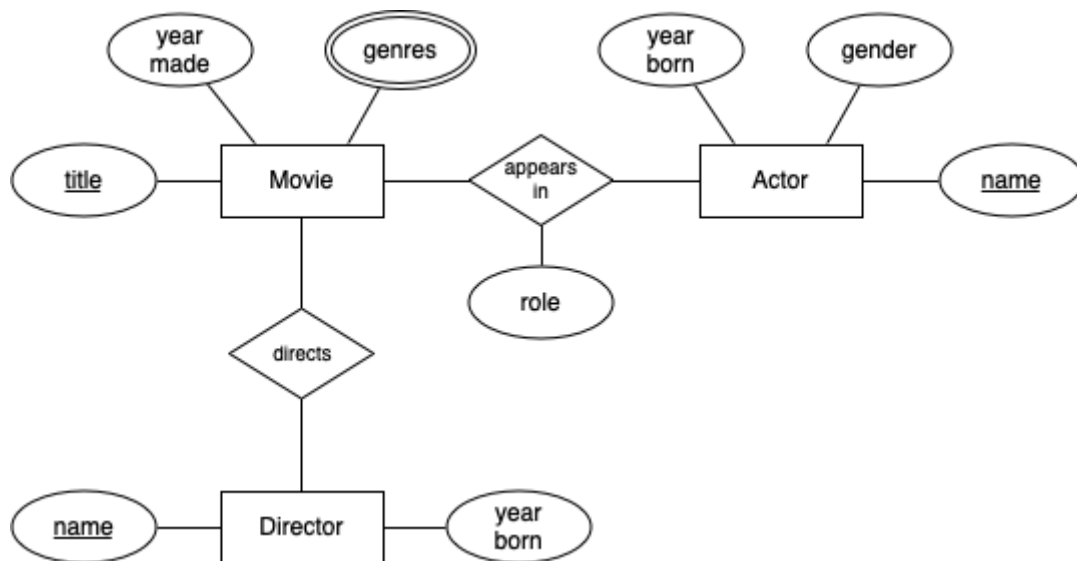 year
made
genres
year
born
gender
title
Movie
appears
in
Actor
name
role
directs
name
Director
year
born